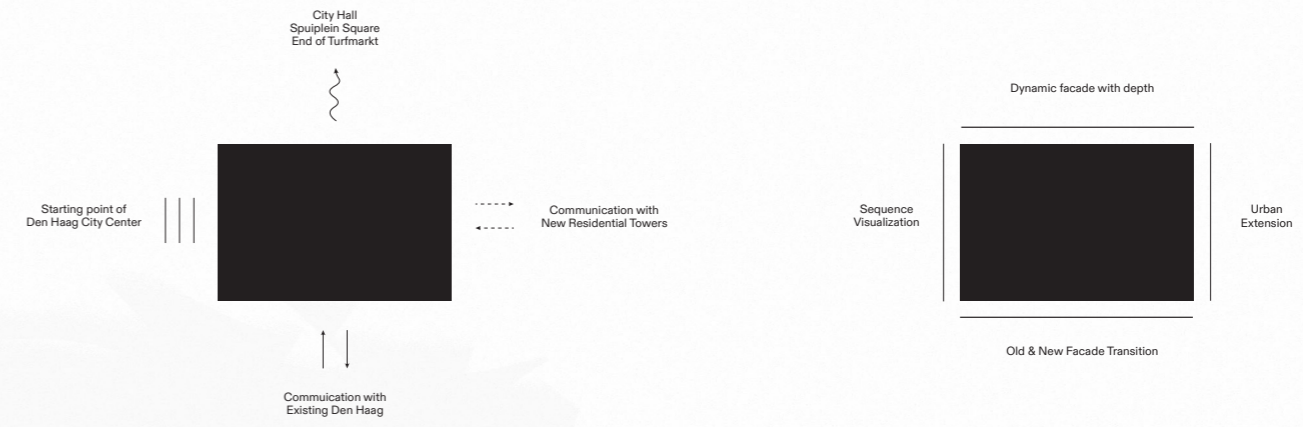 City Hall
Spuiplein Square
End of Turfmarkt
Starting point of
Den Haag City Center
Communication with
New Residential Towers
Commuication with
Existing Den Haag
Dynamic facade with depth
Sequence
Visualization
Urban
Extension
Old & New Facade Transition